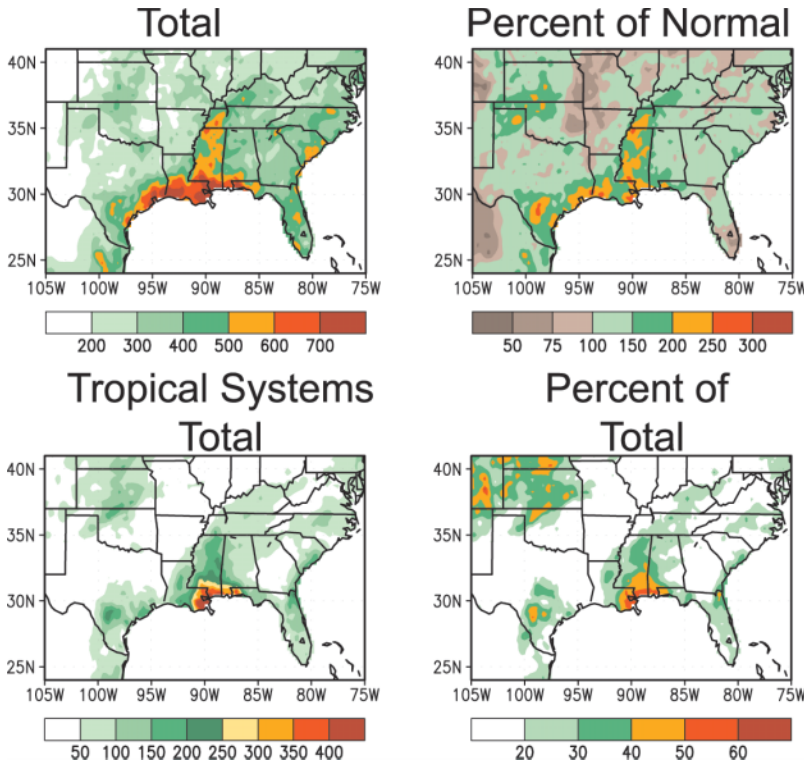 Total
Percent of Normal
40N
35N
30N
25N
105W 100W 95W 90W 85W 80W 75W
40N
35N
30N
25N
105W 100W 95W 90W 85W 80W 75W
200 300 400 500 600 700
50 75 100 150 200 250 300
Tropical Systems
Total
Percent of
Total
40N
35N
30N
25N
105W 100W 95W 90W 85W 80W 75W
40N
35N
30N
25N
105W 100W 95W 90W 85W 80W 75W
50 100 150 200 250 300 350 400
20 30 40 50 60